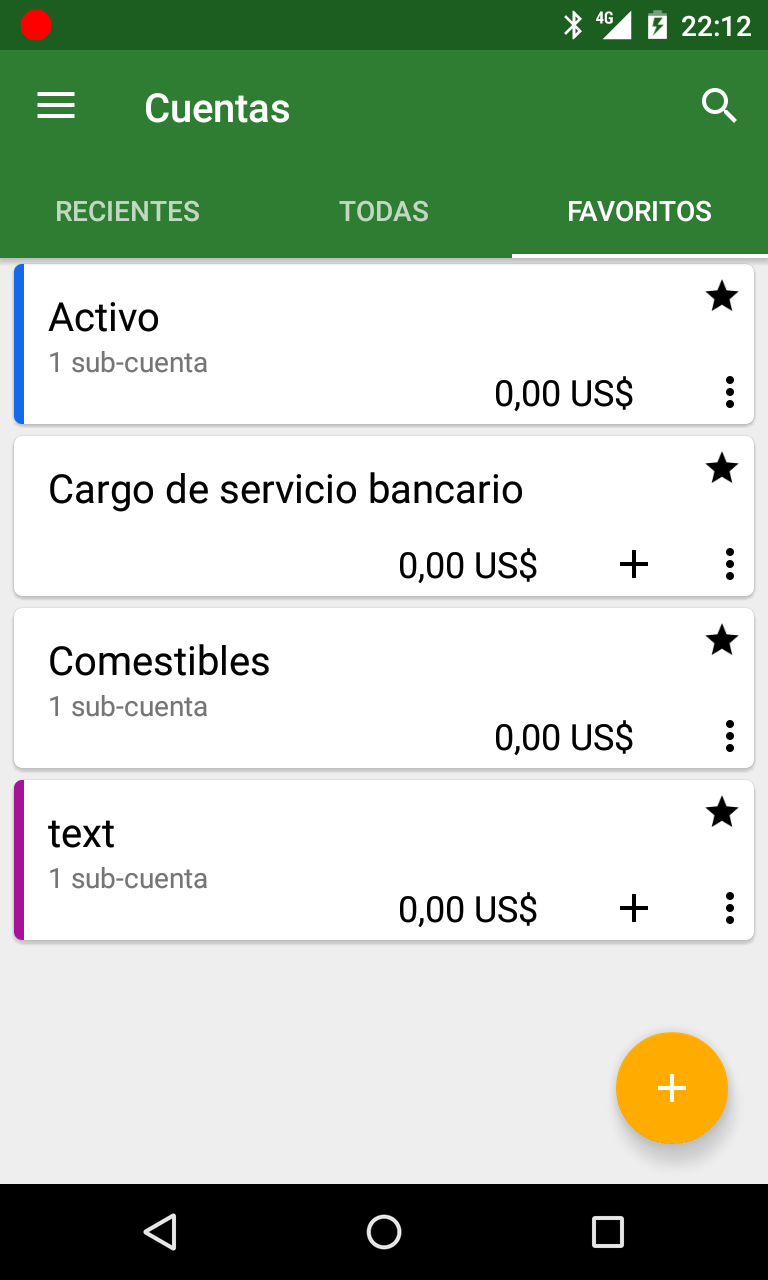 4G 22:12
Cuentas
RECIENTES TODAS FAVORITOS
Activo
1 sub-cuenta
0,00 US$
Cargo de servicio bancario
0,00 US$
Comestibles
1 sub-cuenta
0,00 US$
text
1 sub-cuenta
0,00 US$